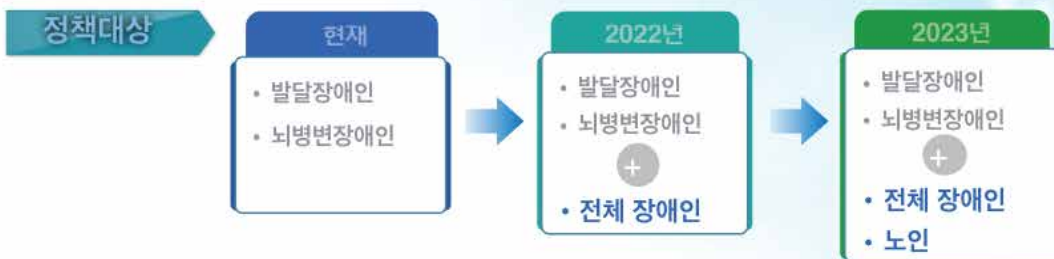 정책대상
현재
• 발달장애인
• 뇌병변장애인
2022년
• 발달장애인
• 뇌병변장애인
+
• 전체 장애인
2023년
• 발달장애인
• 뇌병변장애인
+
• 전체 장애인
• 노인